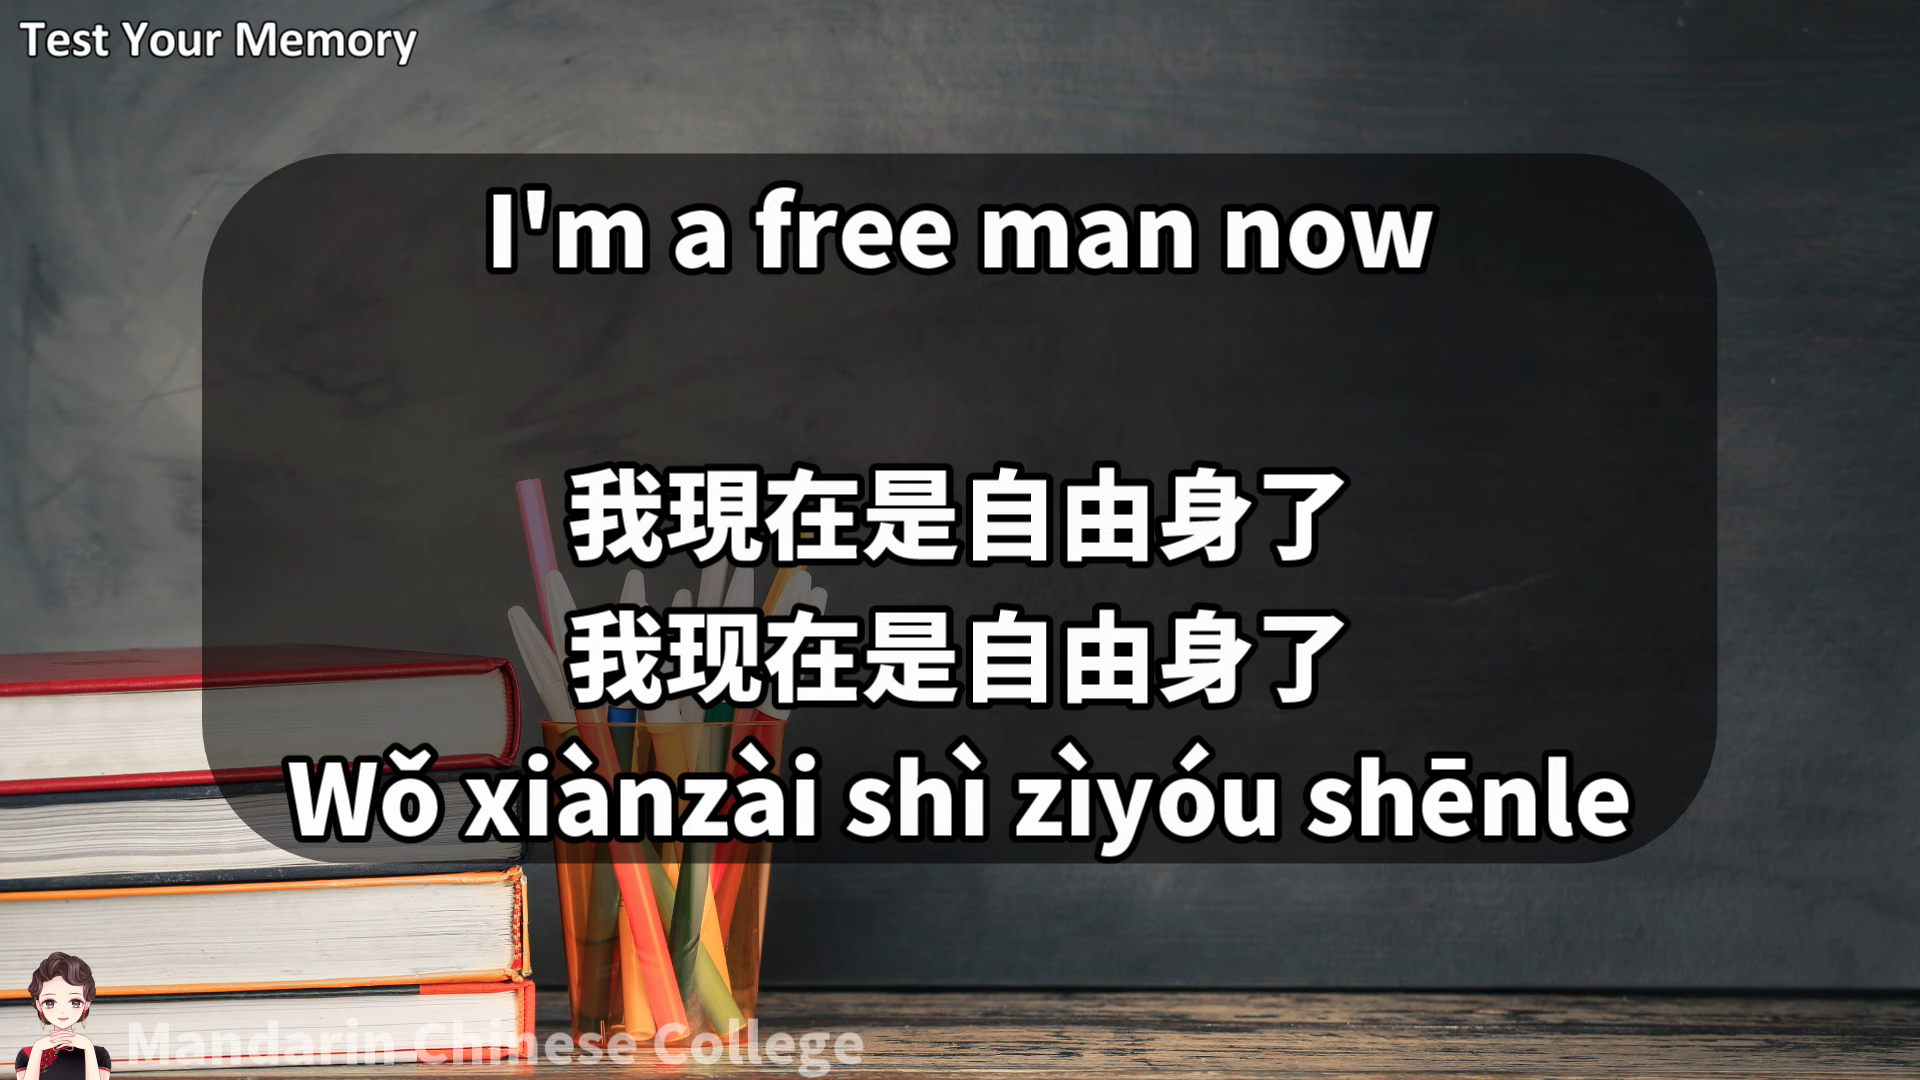 Test Your Memory
I'm a free man now
我現在是自由身了
我现在是自由身了
Wǒ xiànzài shì zìyóu shēnle
Mandarin Chinese College